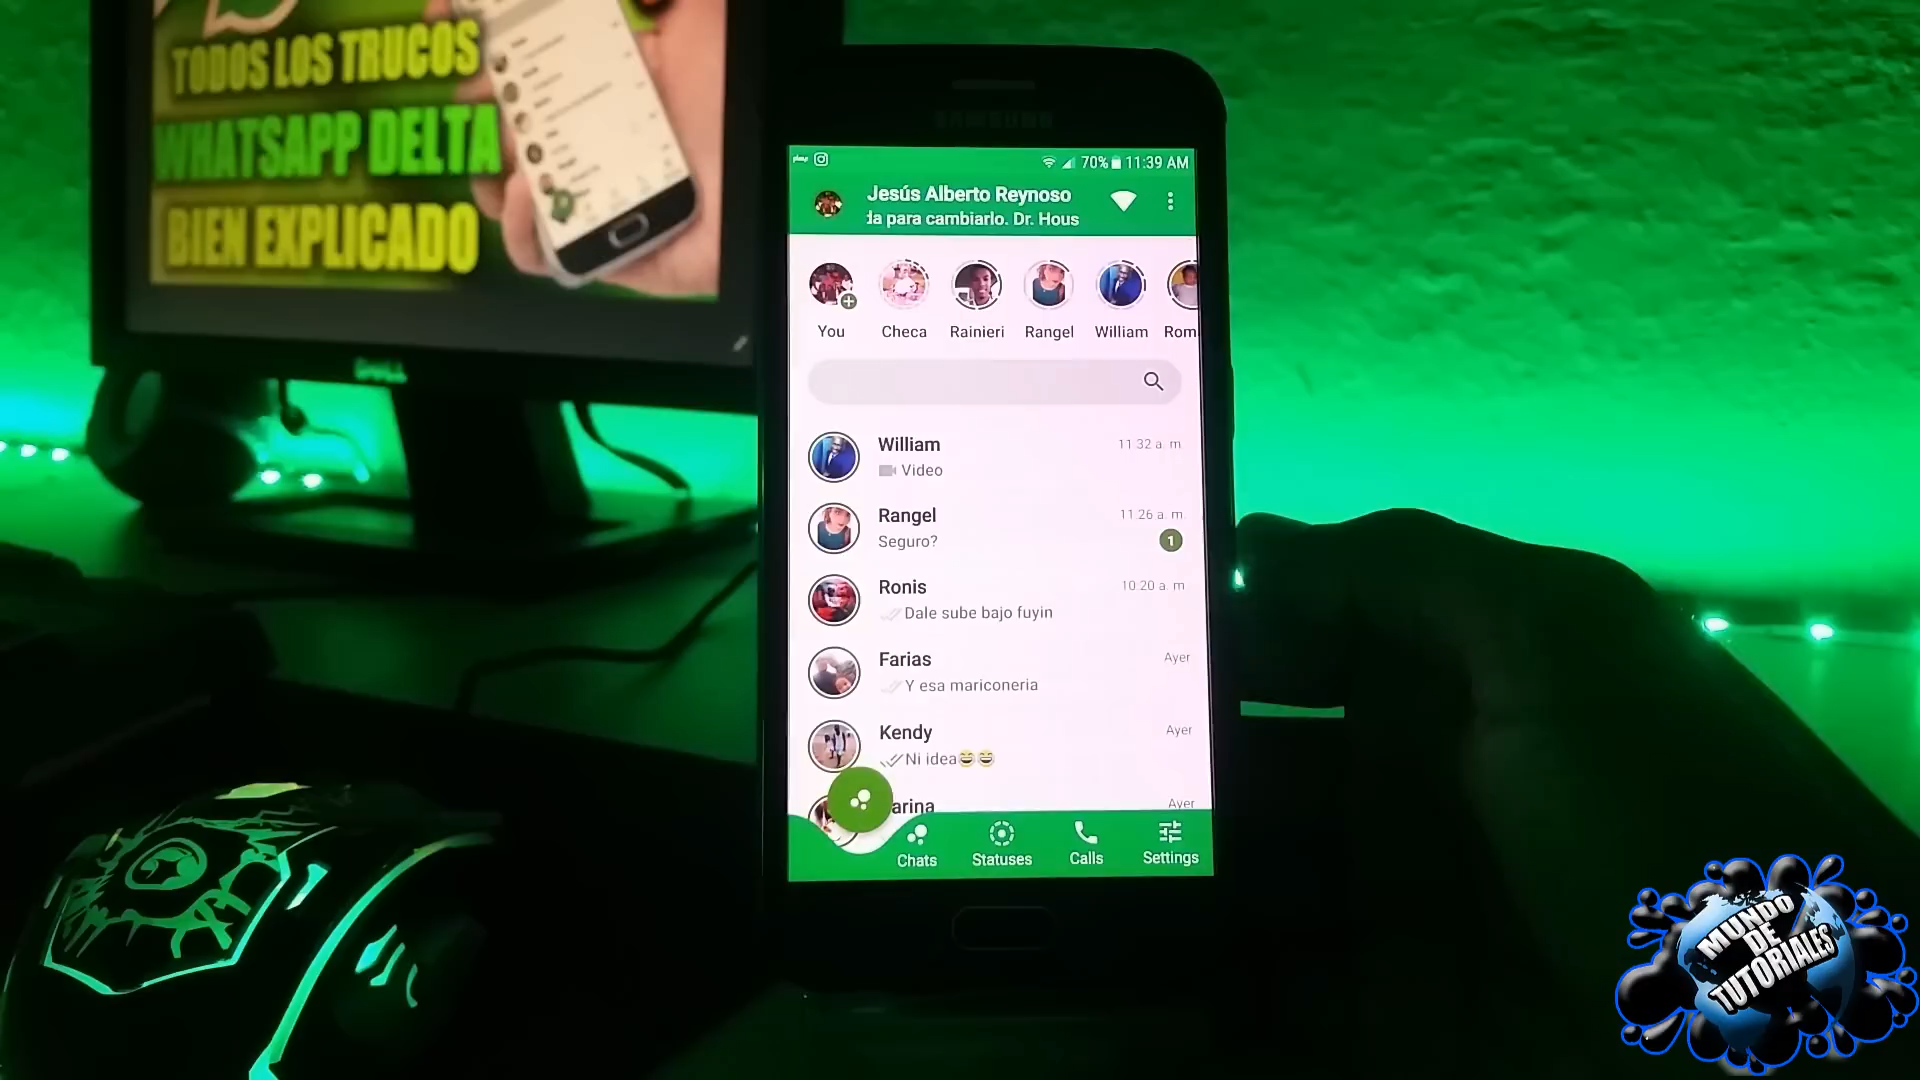 TODOS LOS TRUCOS
WHATSAPP DELTA
BIEN EXPLICADO
DELL
SAMSUNG
70% 11:39 AM
Jesús Alberto Reynoso
da para cambiarlo. Dr. Hous
You
Checa
Rainieri
Rangel
William
Rom
William
11:32 a. m.
Video
Rangel
11:26 a. m.
Seguro?
1
Ronis
10:20 a. m.
Dale sube bajo fuyin
Farias
Ayer
Y esa mariconeria
Kendy
Ayer
Ni idea😅😅
arina
Ayer
Chats
Statuses
Calls
Settings
MUNDO
DE
TUTORIALES